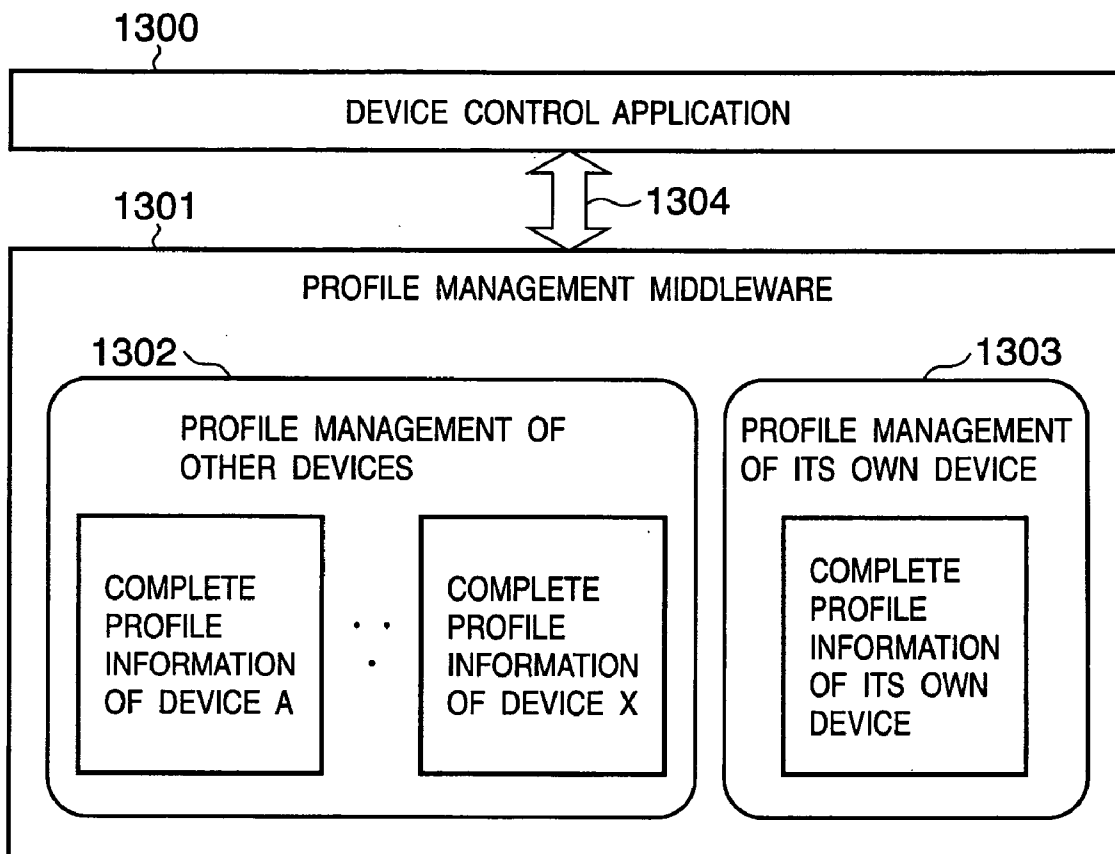 1300
DEVICE CONTROL APPLICATION
1304
1301
PROFILE MANAGEMENT MIDDLEWARE
1302
1303
PROFILE MANAGEMENT OF
OTHER DEVICES
COMPLETE
PROFILE
INFORMATION
OF DEVICE A
. . .
COMPLETE
PROFILE
INFORMATION
OF DEVICE X
PROFILE MANAGEMENT
OF ITS OWN DEVICE
COMPLETE
PROFILE
INFORMATION
OF ITS OWN
DEVICE